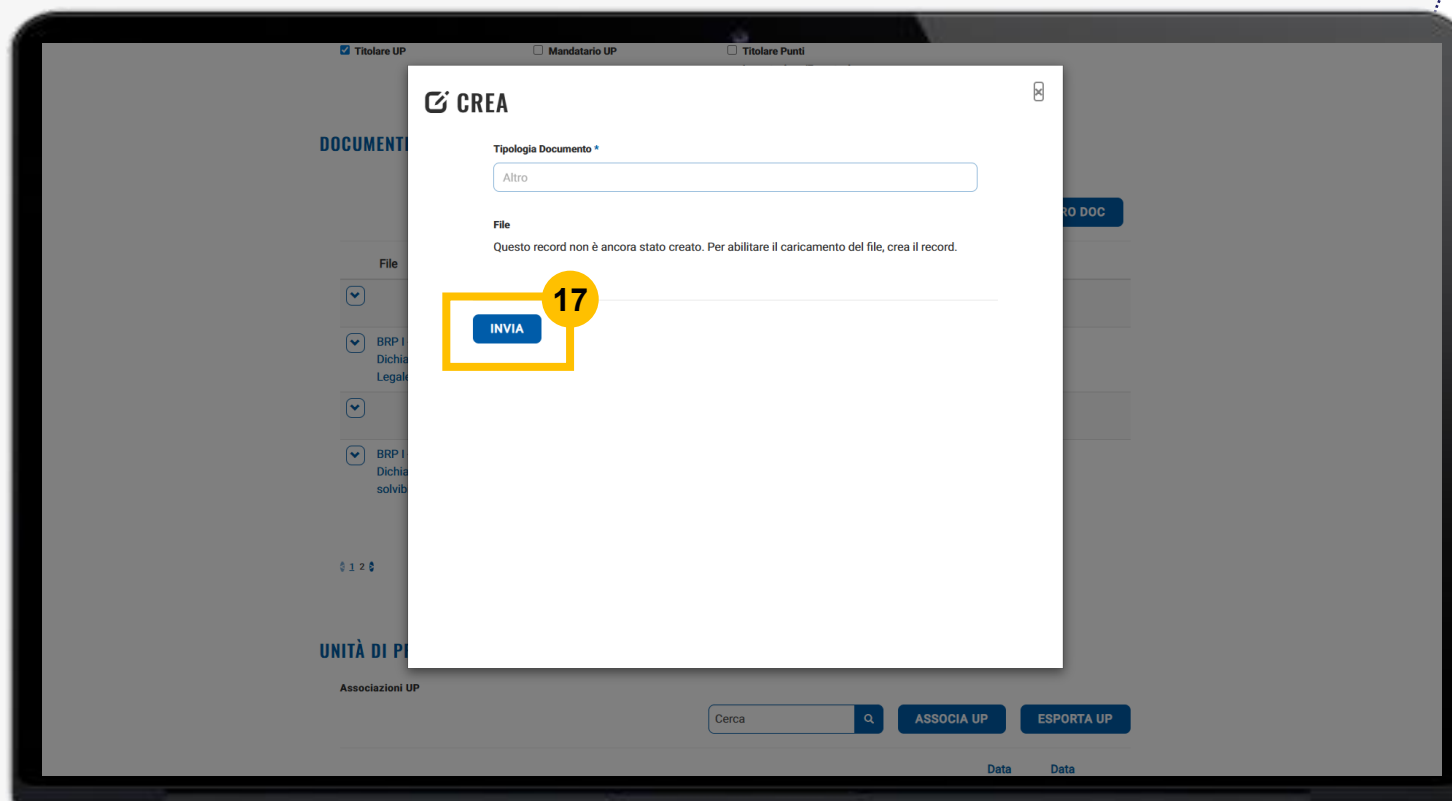 Titolare UP
Mandatario UP
Titolare Punti
CREA
DOCUMENTI
Tipologia Documento *
Altro
RO DOC
File
Questo record non è ancora stato creato. Per abilitare il caricamento del file, crea il record.
File
17
INVIA
BRP I
Dichia
Legale
BRP I
Dichia
solvib
1 2
UNITÀ DI PR
Associazioni UP
Cerca
ASSOCIA UP
ESPORTA UP
Data
Data